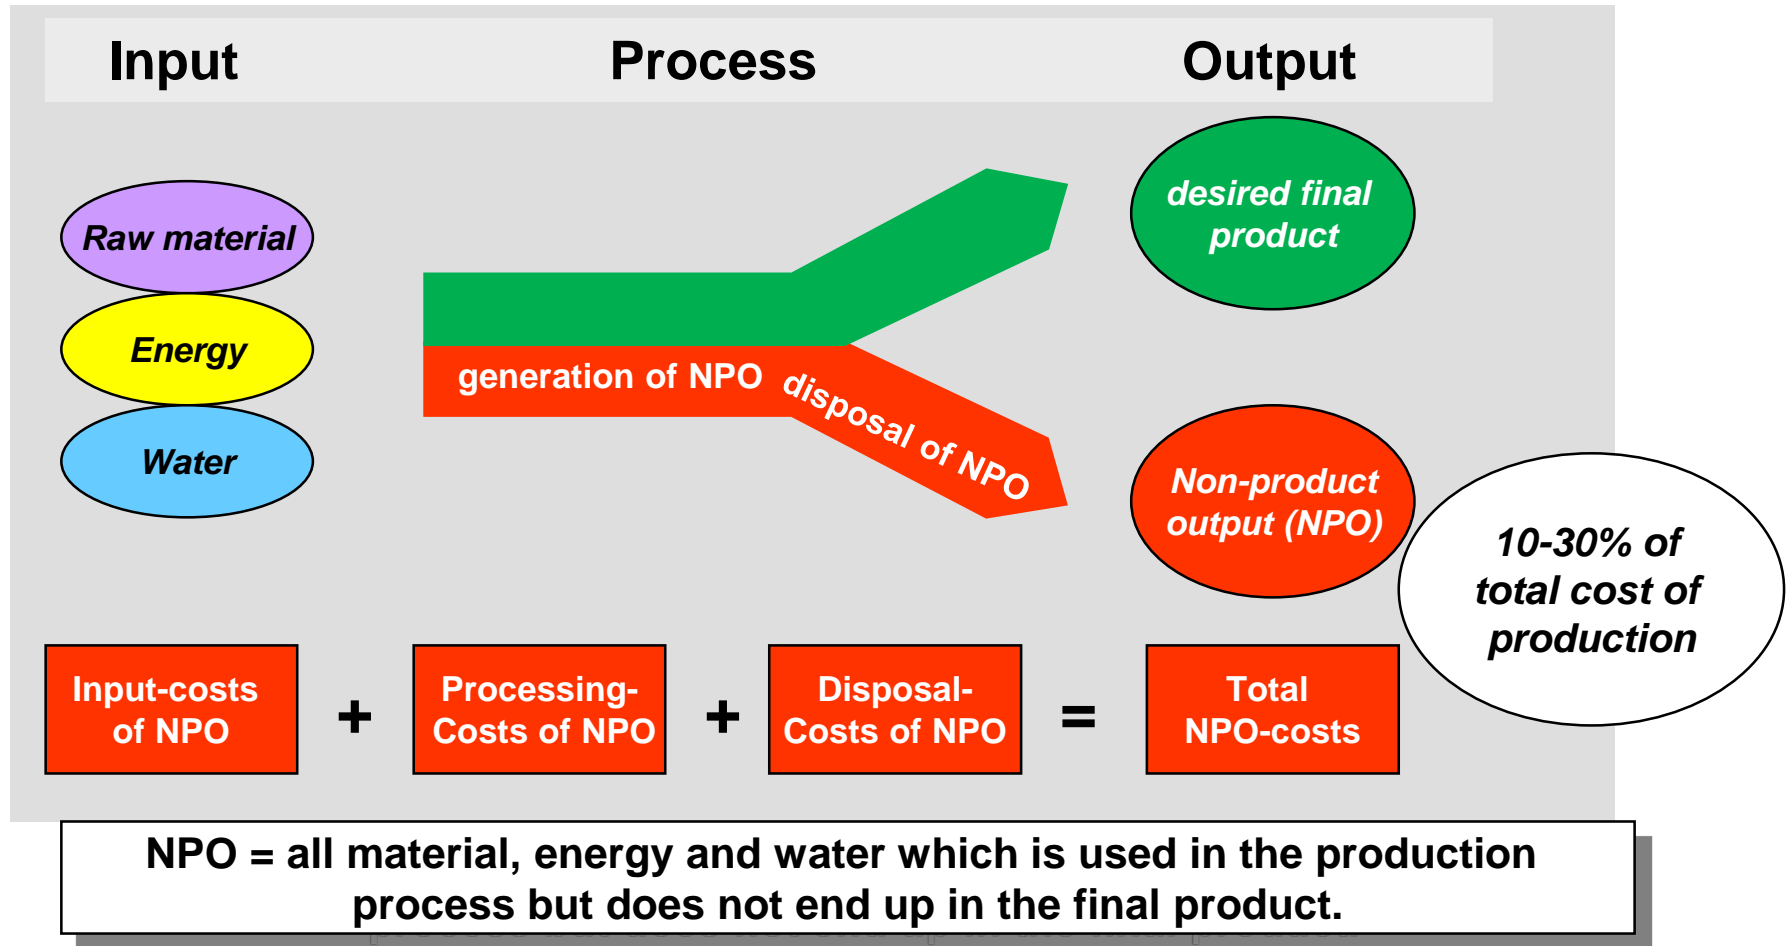 Input Process Output
Raw material
Energy
Water
generation of NPO
disposal of NPO
desired final
product
Non-product
output (NPO)
10-30% of
total cost of
production
Input-costs
of NPO
+
Processing-
Costs of NPO
+
Disposal-
Costs of NPO
=
Total
NPO-costs
NPO = all material, energy and water which is used in the production
process but does not end up in the final product.